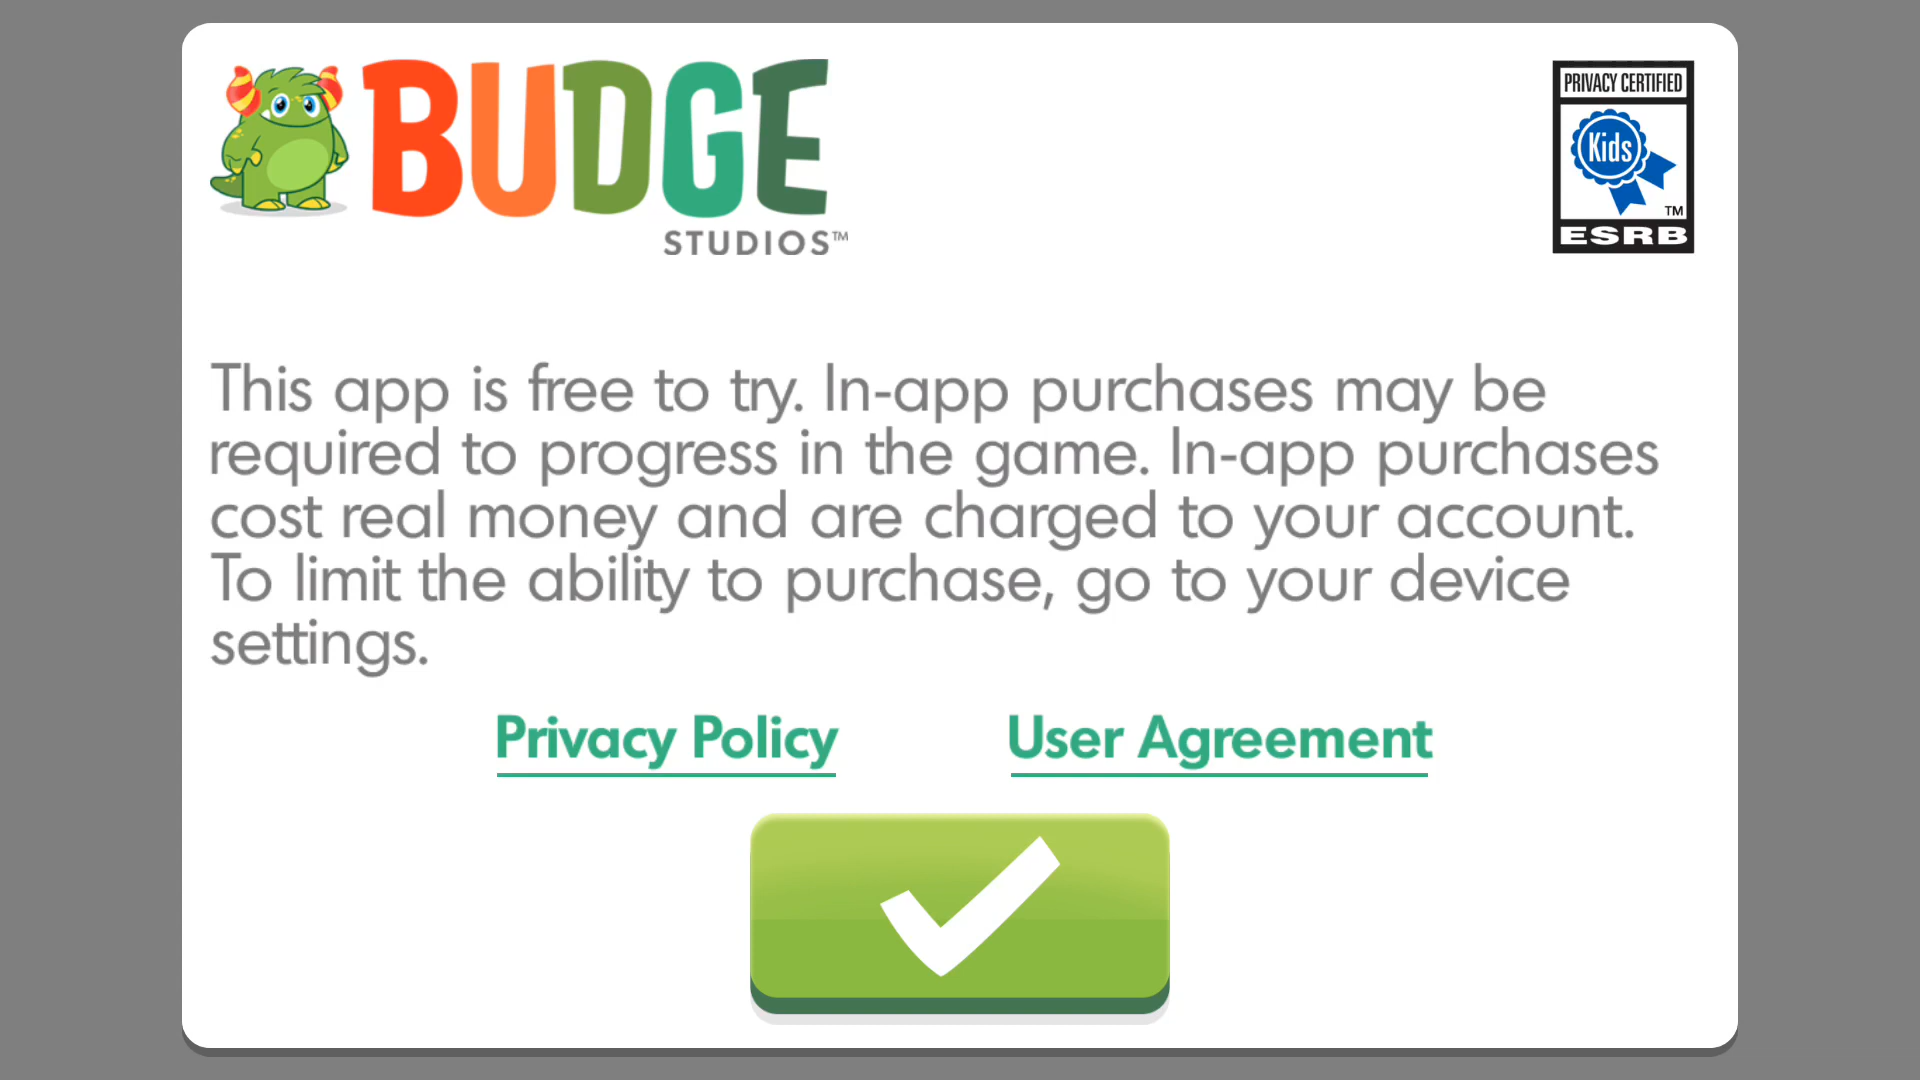 BUDGE
STUDIOS™
PRIVACY CERTIFIED
Kids
™
ESRB
This app is free to try. In-app purchases may be
required to progress in the game. In-app purchases
cost real money and are charged to your account.
To limit the ability to purchase, go to your device
settings.
Privacy Policy
User Agreement